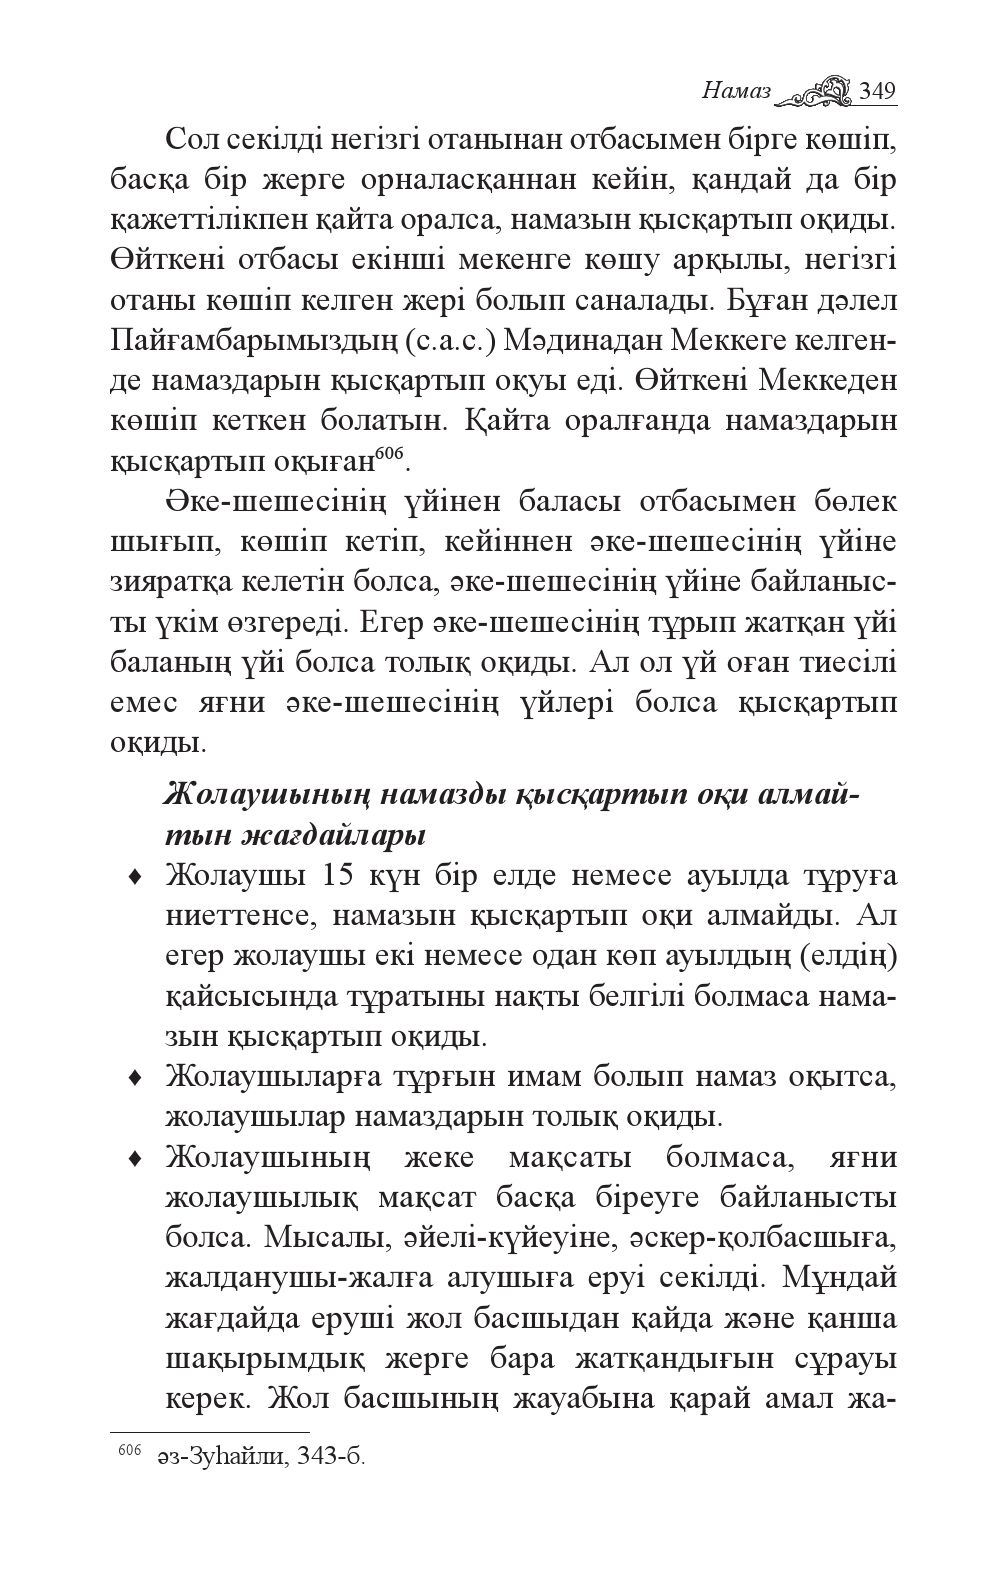 Намаз 349
Сол секілді негізгі отанынан отбасымен бірге көшіп,
басқа бір жерге орналасқаннан кейін, қандай да бір
қажеттілікпен қайта оралса, намазын қысқартып оқиды.
Өйткені отбасы екінші мекенге көшу арқылы, негізгі
отаны көшіп келген жері болып саналады. Бұған дәлел
Пайғамбарымыздың (с.а.с.) Мәдинадан Меккеге келген-
де намаздарын қысқартып оқуы еді. Өйткені Меккеден
көшіп кеткен болатын. Қайта оралғанда намаздарын
қысқартып оқыған⁶⁰⁶.
Әке-шешесінің үйінен баласы отбасымен бөлек
шығып, көшіп кетіп, кейіннен әке-шешесінің үйіне
зияратқа келетін болса, әке-шешесінің үйіне байланыс-
ты үкім өзгереді. Егер әке-шешесінің тұрып жатқан үйі
баланың үйі болса толық оқиды. Ал ол үй оған тиесілі
емес яғни әке-шешесінің үйлері болса қысқартып
оқиды.
Жолаушының намазды қысқартып оқи алмай-
тын жағдайлары
♦ Жолаушы 15 күн бір елде немесе ауылда тұруға
ниеттенсе, намазын қысқартып оқи алмайды. Ал
егер жолаушы екі немесе одан көп ауылдың (елдің)
қайсысында тұратыны нақты белгілі болмаса нама-
зын қысқартып оқиды.
♦ Жолаушыларға тұрғын имам болып намаз оқытса,
жолаушылар намаздарын толық оқиды.
♦ Жолаушының жеке мақсаты болмаса, яғни
жолаушылық мақсат басқа біреуге байланысты
болса. Мысалы, әйелі-күйеуіне, әскер-қолбасшыға,
жалданушы-жалға алушыға еруі секілді. Мұндай
жағдайда еруші жол басшыдан қайда және қанша
шақырымдық жерге бара жатқандығын сұрауы
керек. Жол басшының жауабына қарай амал жа-
⁶⁰⁶ әз-Зуһайли, 343-б.